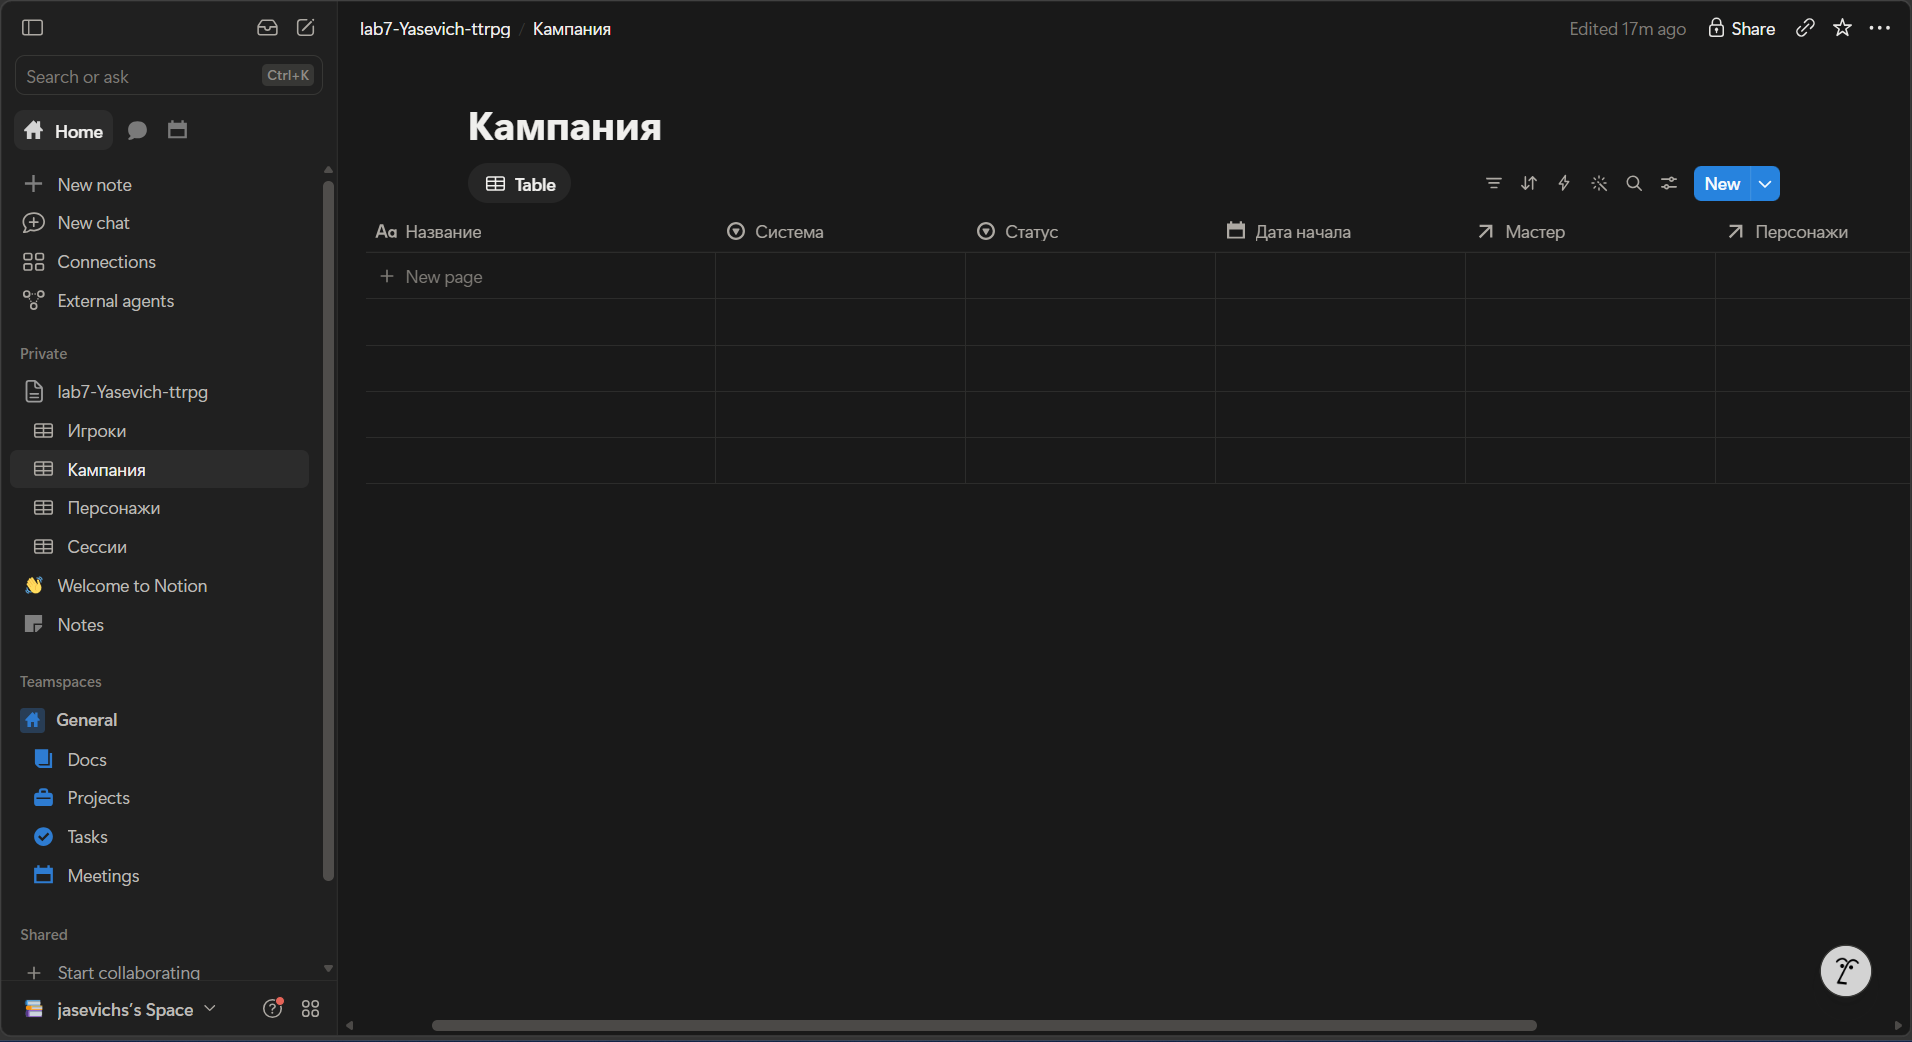 Search or ask Ctrl+K
Home
New note
New chat
Connections
External agents
Private
lab7-Yasevich-ttrpg
Игроки
Кампания
Персонажи
Сессии
Welcome to Notion
Notes
Teamspaces
General
Docs
Projects
Tasks
Meetings
Shared
Start collaborating
jasevichs's Space
lab7-Yasevich-ttrpg / Кампания
Edited 17m ago Share
Кампания
Table
New
Aa Название Система Статус Дата начала Мастер Персонажи
New page